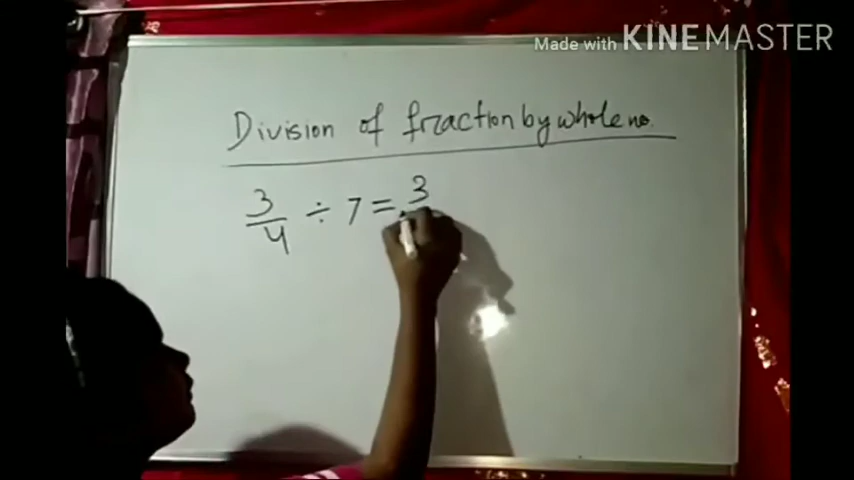 Made with KINEMASTER
Division of fraction by whole no.
3/4 ÷ 7 = 3